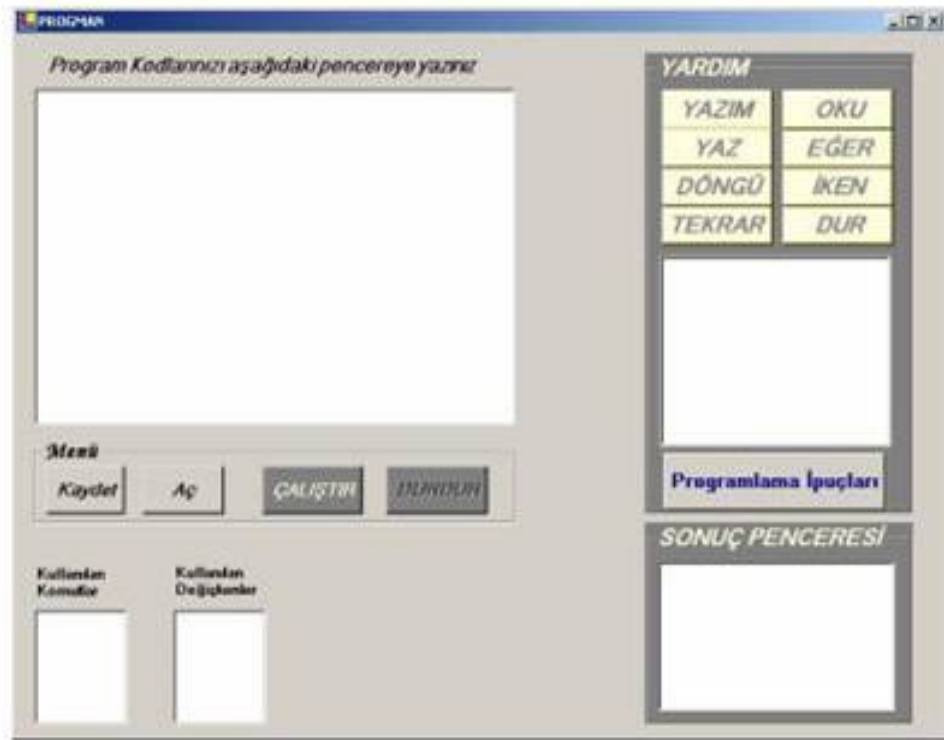 PROGMAN
Program Kodlarınızı aşağıdaki pencereye yazınız
YARDIM
YAZIM OKU
YAZ EĞER
DÖNGÜ İKEN
TEKRAR DUR
Menü
Kaydet Aç ÇALIŞTIR DURDUR
Programlama İpuçları
SONUÇ PENCERESİ
Kullanılan Kullanılan
Komutlar Değişkenler